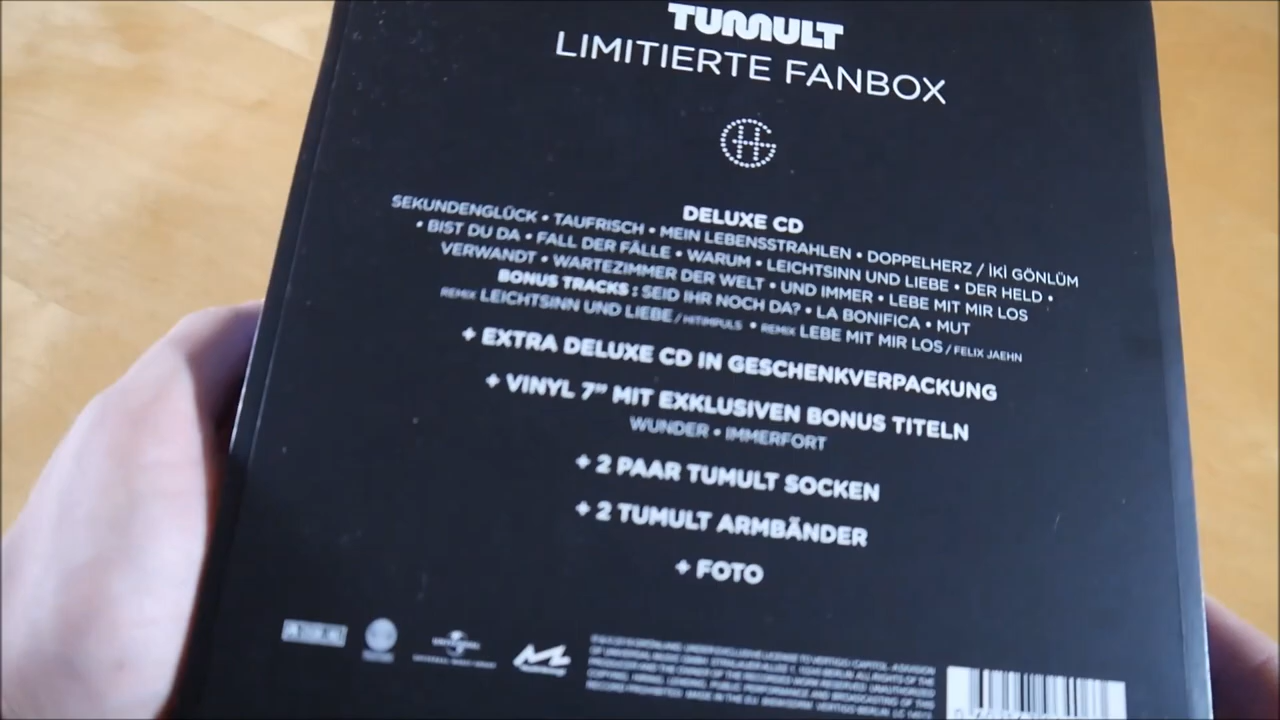 TUMULT
LIMITIERTE FANBOX
DELUXE CD
SEKUNDENGLÜCK • TAUFRISCH • MEIN LEBENSSTRAHLEN • DOPPELHERZ / İKİ GÖNLÜM
• BIST DU DA • FALL DER FÄLLE • WARUM • LEICHTSINN UND LIEBE • DER HELD •
VERWANDT • WARTEZIMMER DER WELT • UND IMMER • LEBE MIT MIR LOS
BONUS TRACKS : SEID IHR NOCH DA? • LA BONIFICA • MUT
REMIX LEICHTSINN UND LIEBE / HITIMPULS • REMIX LEBE MIT MIR LOS / FELIX JAEHN
+ EXTRA DELUXE CD IN GESCHENKVERPACKUNG
+ VINYL 7” MIT EXKLUSIVEN BONUS TITELN
WUNDER • IMMERFORT
+ 2 PAAR TUMULT SOCKEN
+ 2 TUMULT ARMBÄNDER
+ FOTO
UNIVERSAL